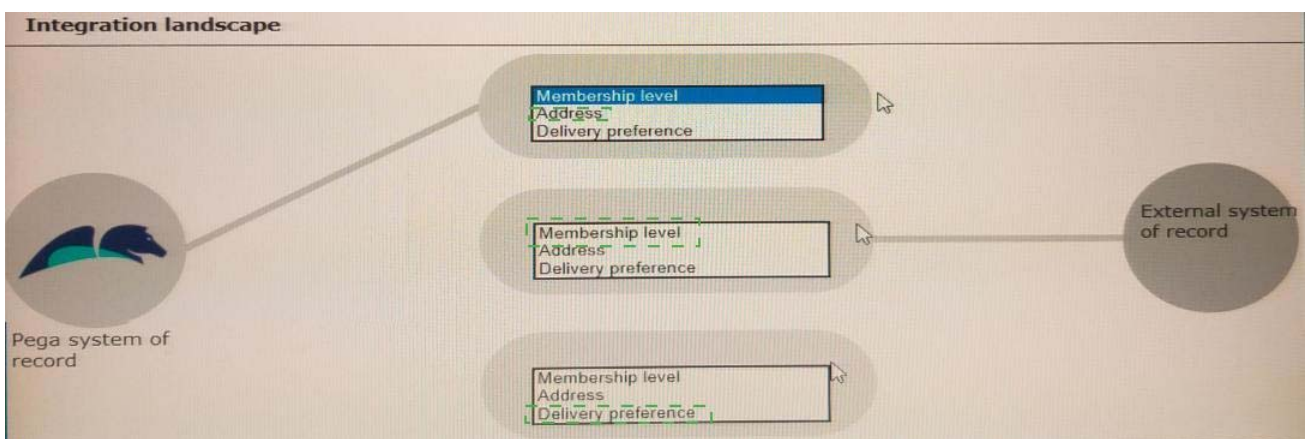 Integration landscape
Membership level
Address
Delivery preference
Membership level
Address
Delivery preference
External system
of record
Pega system of
record
Membership level
Address
Delivery preference